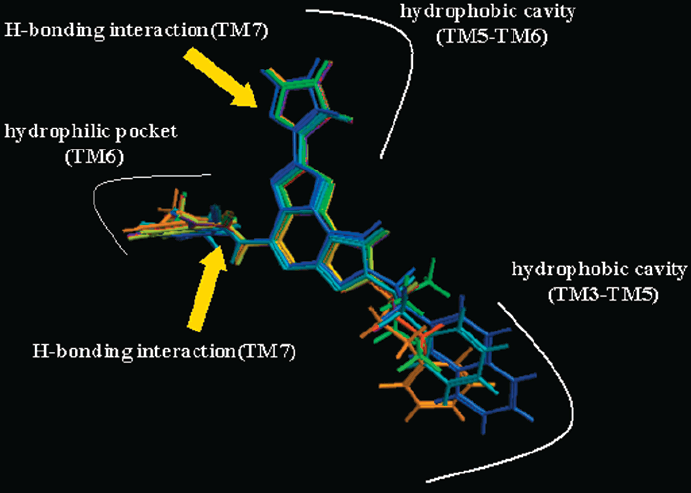 H-bonding interaction(TM7)
hydrophobic cavity
(TM5-TM6)
hydrophilic pocket
(TM6)
hydrophobic cavity
(TM3-TM5)
H-bonding interaction(TM7)